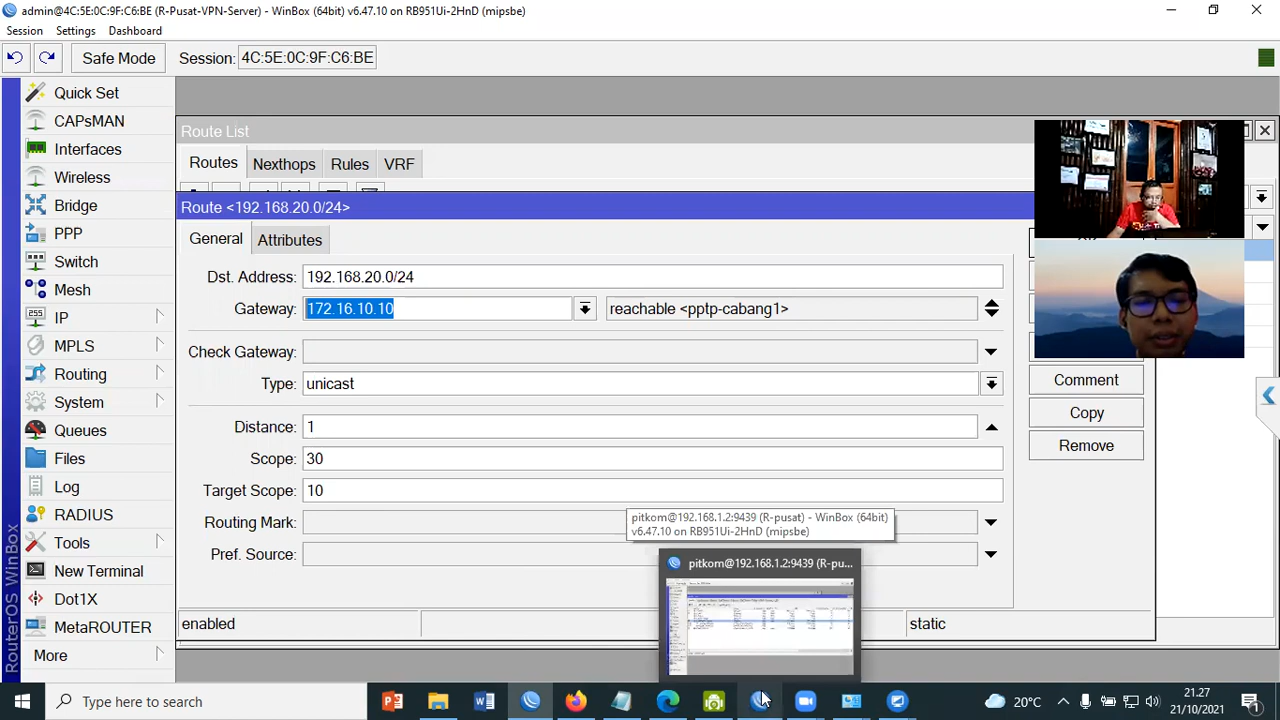 admin@4C:5E:0C:9F:C6:BE (R-Pusat-VPN-Server) - WinBox (64bit) v6.47.10 on RB951Ui-2HnD (mipsbe)
Session Settings Dashboard
Safe Mode Session: 4C:5E:0C:9F:C6:BE
Quick Set
CAPsMAN
Interfaces
Wireless
Bridge
PPP
Switch
Mesh
IP
MPLS
Routing
System
Queues
Files
Log
RADIUS
Tools
New Terminal
Dot1X
MetaROUTER
More
RouterOS WinBox
Route List
Routes Nexthops Rules VRF
Route <192.168.20.0/24>
General Attributes
Dst. Address: 192.168.20.0/24
Gateway: 172.16.10.10 reachable <pptp-cabang1>
Check Gateway:
Type: unicast
Distance: 1
Scope: 30
Target Scope: 10
Routing Mark:
Pref. Source:
enabled static
Comment
Copy
Remove
pitkom@192.168.1.2:9439 (R-pusat) - WinBox (64bit)
v6.47.10 on RB951Ui-2HnD (mipsbe)
pitkom@192.168.1.2:9439 (R-pu...
Type here to search
20°C
21.27
21/10/2021
1